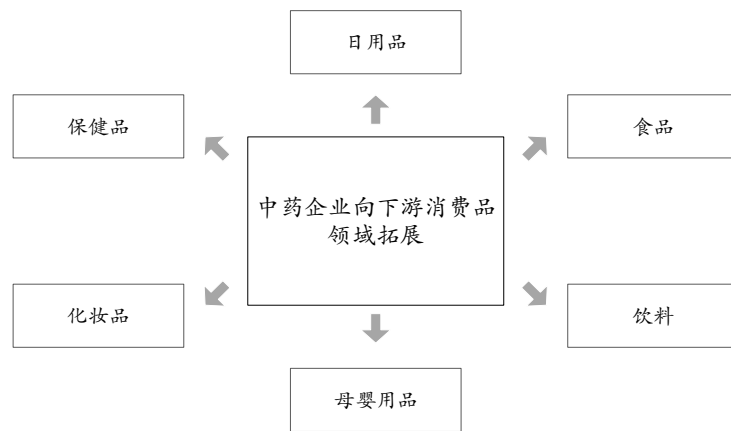 日用品
保健品
食品
中药企业向下游消费品
领域拓展
化妆品
饮料
母婴用品